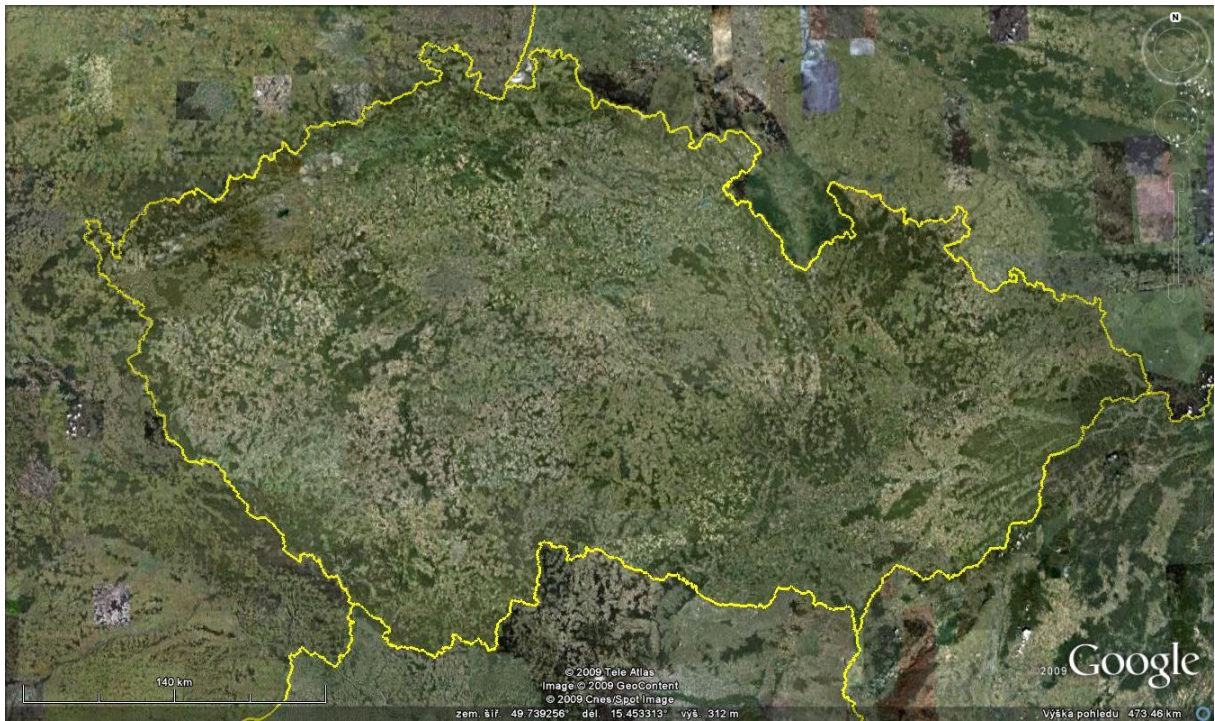 N
140 km
© 2009 Tele Atlas
Image © 2009 GeoContent
© 2009 Cnes/Spot Image
2009 Google
zem. šíř. 49.739256° dél. 15.453313° výš. 312 m
Výška pohledu 473.46 km